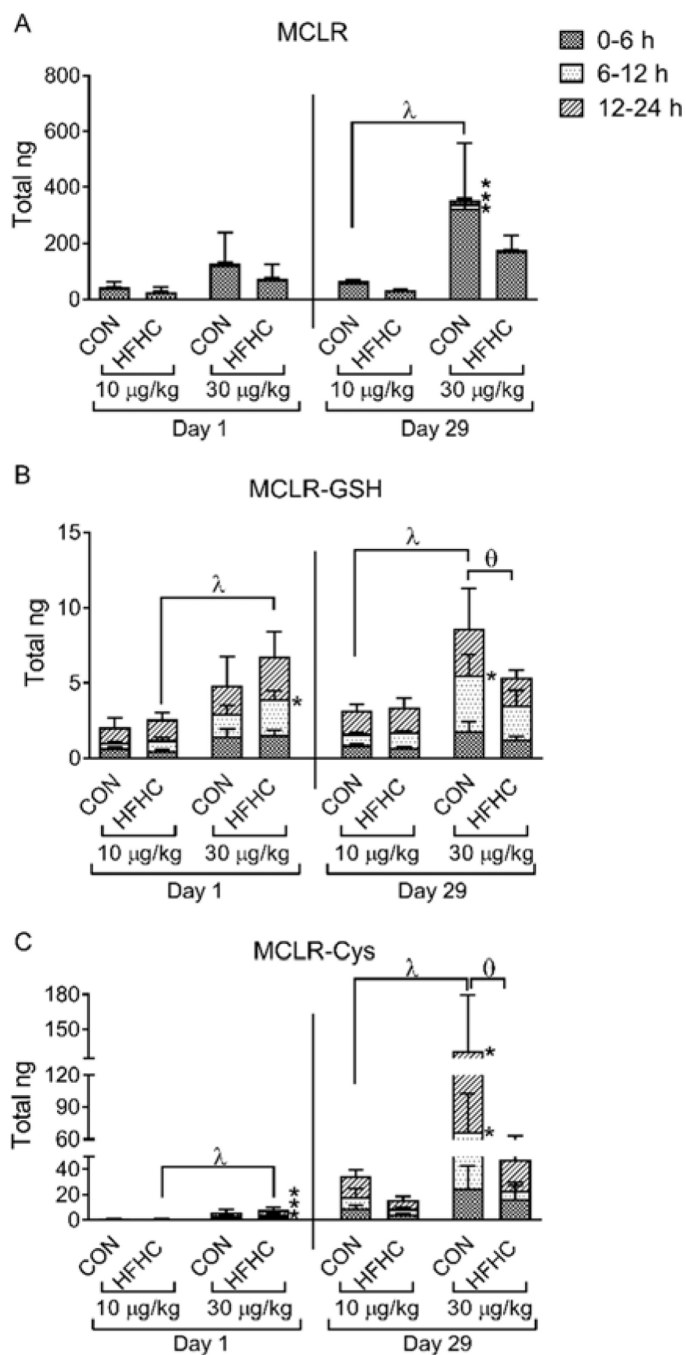 A
MCLR
0-6 h
6-12 h
12-24 h
Total ng
800
600
400
200
0
λ
***
CON
HFHC
CON
HFHC
CON
HFHC
CON
HFHC
10 μg/kg
30 μg/kg
10 μg/kg
30 μg/kg
Day 1
Day 29
B
MCLR-GSH
Total ng
15
10
5
0
λ
*
λ
θ
*
CON
HFHC
CON
HFHC
CON
HFHC
CON
HFHC
10 μg/kg
30 μg/kg
10 μg/kg
30 μg/kg
Day 1
Day 29
C
MCLR-Cys
Total ng
180
150
120
90
60
40
20
0
λ
***
λ
θ
*
*
CON
HFHC
CON
HFHC
CON
HFHC
CON
HFHC
10 μg/kg
30 μg/kg
10 μg/kg
30 μg/kg
Day 1
Day 29